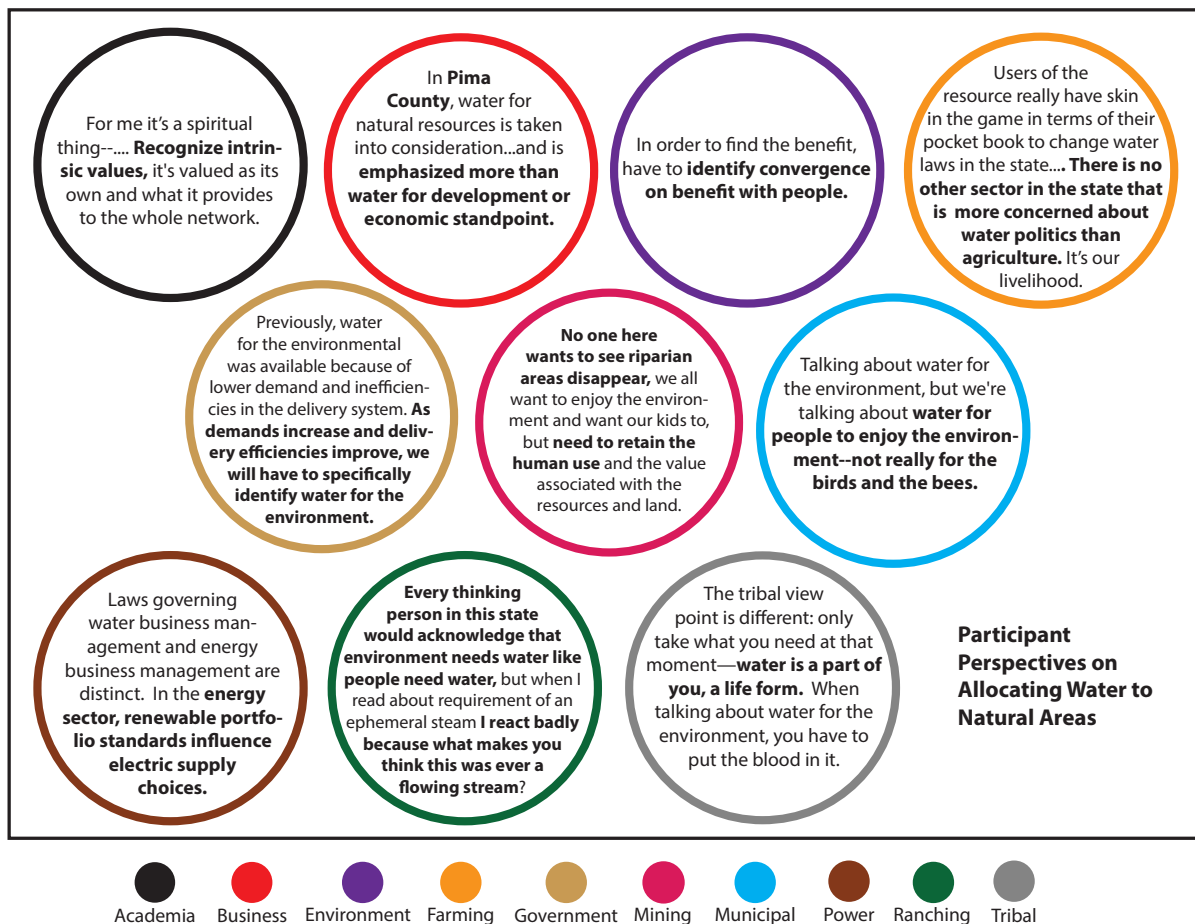 For me it's a spiritual
thing--.... Recognize intrin-
sic values, it's valued as its
own and what it provides
to the whole network.
In Pima
County, water for
natural resources is taken
into consideration...and is
emphasized more than
water for development or
economic standpoint.
In order to find the benefit,
have to identify convergence
on benefit with people.
Users of the
resource really have skin
in the game in terms of their
pocket book to change water
laws in the state.... There is no
other sector in the state that
is more concerned about
water politics than
agriculture. It's our
livelihood.
Previously, water
for the environmental
was available because of
lower demand and inefficien-
cies in the delivery system. As
demands increase and deliv-
ery efficiencies improve, we
will have to specifically
identify water for the
environment.
No one here
wants to see riparian
areas disappear, we all
want to enjoy the environ-
ment and want our kids to,
but need to retain the
human use and the value
associated with the
resources and land.
Talking about water for
the environment, but we're
talking about water for
people to enjoy the environ-
ment--not really for the
birds and the bees.
Laws governing
water business man-
agement and energy
business management are
distinct. In the energy
sector, renewable portfo-
lio standards influence
electric supply
choices.
Every thinking
person in this state
would acknowledge that
environment needs water like
people need water, but when I
read about requirement of an
ephemeral steam I react badly
because what makes you
think this was ever a
flowing stream?
The tribal view
point is different: only
take what you need at that
moment—water is a part of
you, a life form. When
talking about water for the
environment, you have to
put the blood in it.
Participant
Perspectives on
Allocating Water to
Natural Areas
Academia Business Environment Farming Government Mining Municipal Power Ranching Tribal